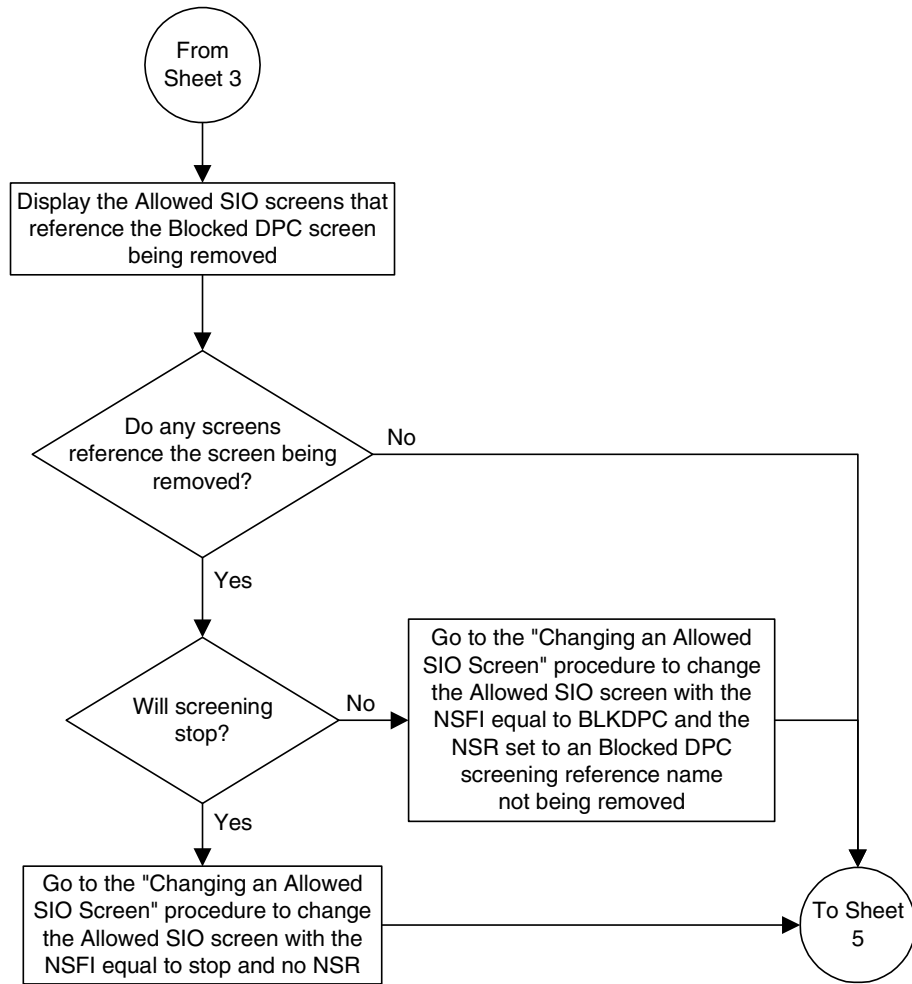 From
Sheet 3
Display the Allowed SIO screens that
reference the Blocked DPC screen
being removed
Do any screens
reference the screen being
removed?
No
Yes
Will screening
stop?
No
Go to the "Changing an Allowed
SIO Screen" procedure to change
the Allowed SIO screen with the
NSFI equal to BLKDPC and the
NSR set to an Blocked DPC
screening reference name
not being removed
Yes
Go to the "Changing an Allowed
SIO Screen" procedure to change
the Allowed SIO screen with the
NSFI equal to stop and no NSR
To Sheet
5